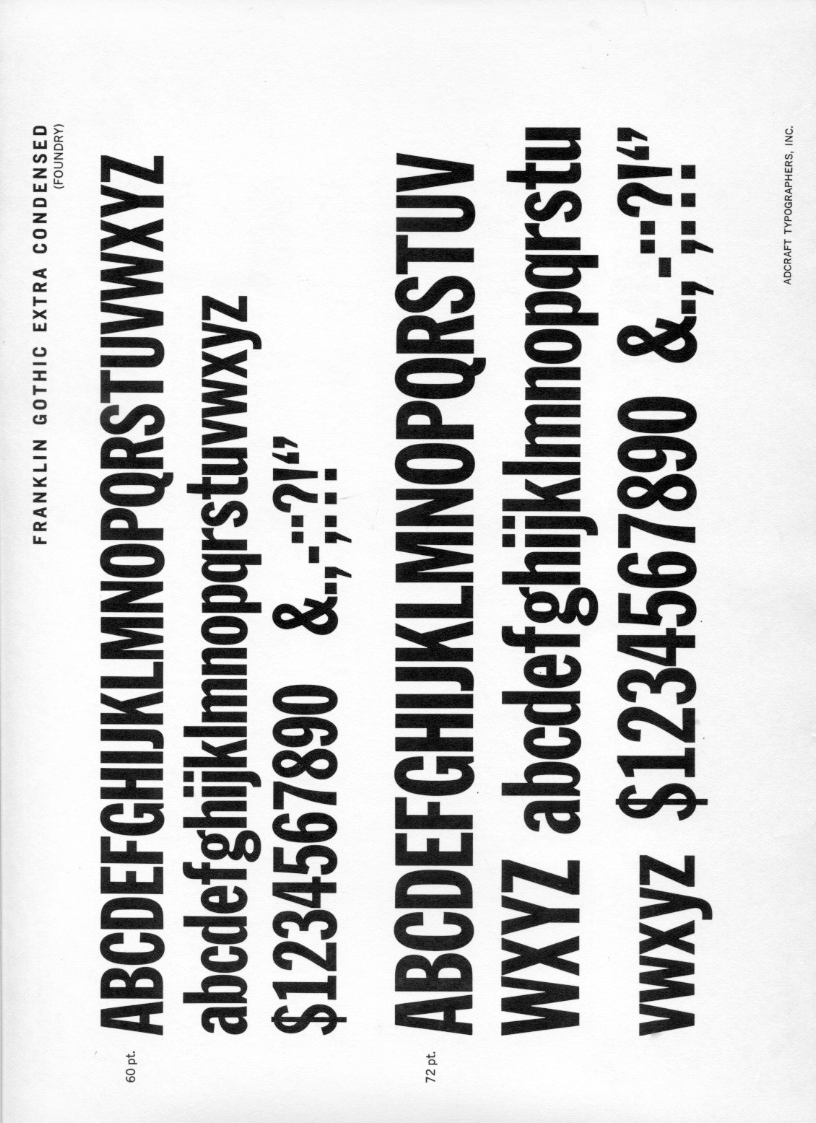 FRANKLIN GOTHIC EXTRA CONDENSED
(FOUNDRY)
60 pt. ABCDEFGHIJKLMNOPQRSTUVWXYZ
abcdefghijklmnopqrstuvwxyz
$1234567890 &.,-;:?!“
72 pt. ABCDEFGHIJKLMNOPQRSTUV
WXYZ abcdefghijklmnopqrstu
vwxyz $1234567890 &.,-;:?!“
ADCRAFT TYPOGRAPHERS, INC.